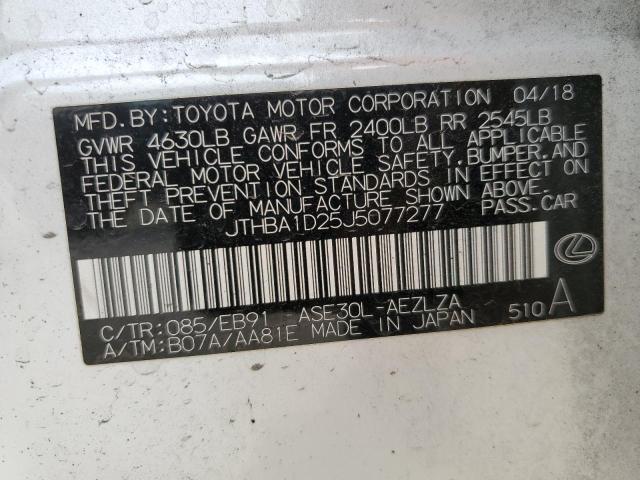 MFD. BY: TOYOTA MOTOR CORPORATION 04/18
GVWR 4630LB GAWR FR 2400LB RR 2545LB
THIS VEHICLE CONFORMS TO ALL APPLICABLE
FEDERAL MOTOR VEHICLE SAFETY, BUMPER, AND
THEFT PREVENTION STANDARDS IN EFFECT ON
THE DATE OF MANUFACTURE SHOWN ABOVE.
JTHBA1D25J5077277 PASS. CAR
C/TR: 085/EB91 ASE30L-AEZLZA
A/TM: B07A/AA81E MADE IN JAPAN 510 A